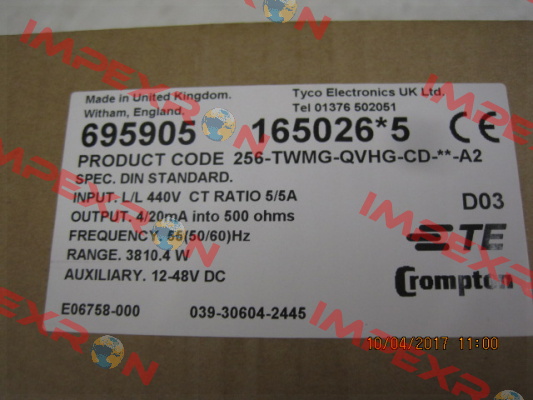 Made in United Kingdom. Tyco Electronics UK Ltd.
Witham, England. Tel 01376 502051
695905 165026*5 CE
PRODUCT CODE 256-TWMG-QVHG-CD-**-A2
SPEC. DIN STANDARD.
INPUT. L/L 440V CT RATIO 5/5A D03
OUTPUT. 4/20mA into 500 ohms
FREQUENCY. 56(50/60)Hz TE
RANGE. 3810.4 W
AUXILIARY. 12-48V DC Crompton
E06758-000 039-30604-2445
10/04/2017 11:00
IMPEXRON
IMPEXRON
IMPEXRON
IMPEXRON
IMPEXRON